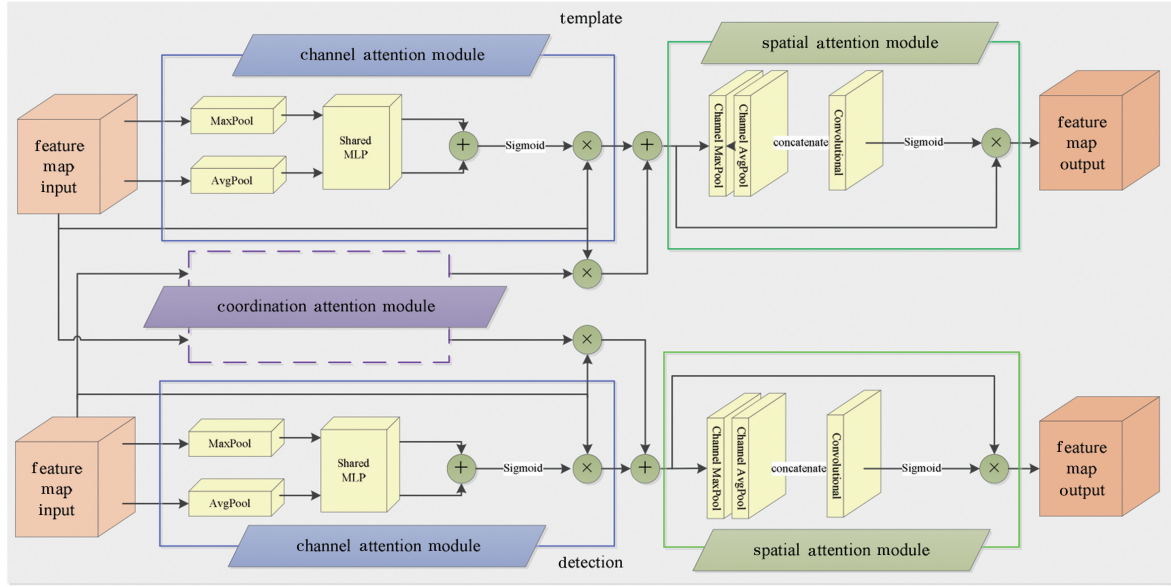 template
channel attention module
spatial attention module
feature
map
input
MaxPool
AvgPool
Shared
MLP
+
Sigmoid
×
+
Channel MaxPool
Channel AvgPool
concatenate
Convolutional
Sigmoid
×
feature
map
output
×
coordination attention module
×
feature
map
input
MaxPool
AvgPool
Shared
MLP
+
Sigmoid
×
+
Channel MaxPool
Channel AvgPool
concatenate
Convolutional
Sigmoid
×
feature
map
output
channel attention module
spatial attention module
detection